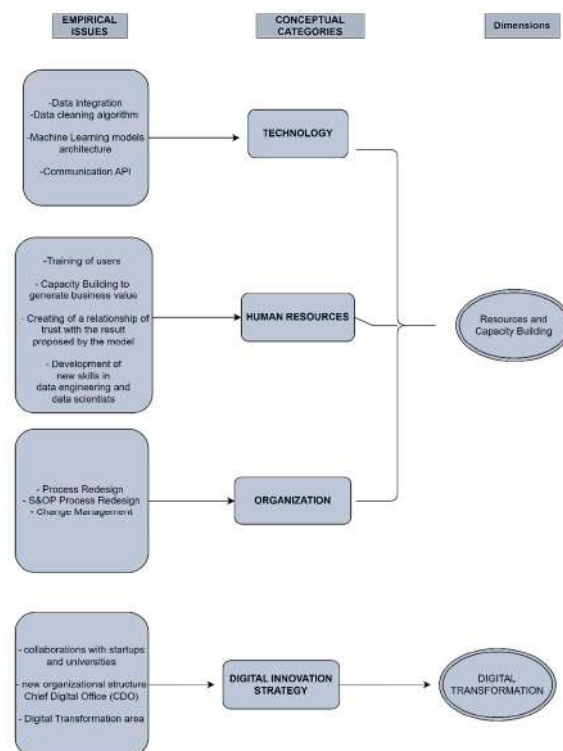 EMPIRICAL
ISSUES
CONCEPTUAL
CATEGORIES
Dimensions
-Data integration
-Data cleaning algorithm
-Machine Learning models
architecture
-Communication API
TECHNOLOGY
-Training of users
- Capacity Building to
generate business value
- Creating of a relationship of
trust with the result
proposed by the model
- Development of
new skills in
data engineering and
data scientists
HUMAN RESOURCES
Resources and
Capacity Building
- Process Redesign
- S&OP Process Redesign
- Change Management
ORGANIZATION
- collaborations with startups
and universities
- new organizational structure
Chief Digital Office (CDO)
- Digital Transformation area
DIGITAL INNOVATION
STRATEGY
DIGITAL
TRANSFORMATION